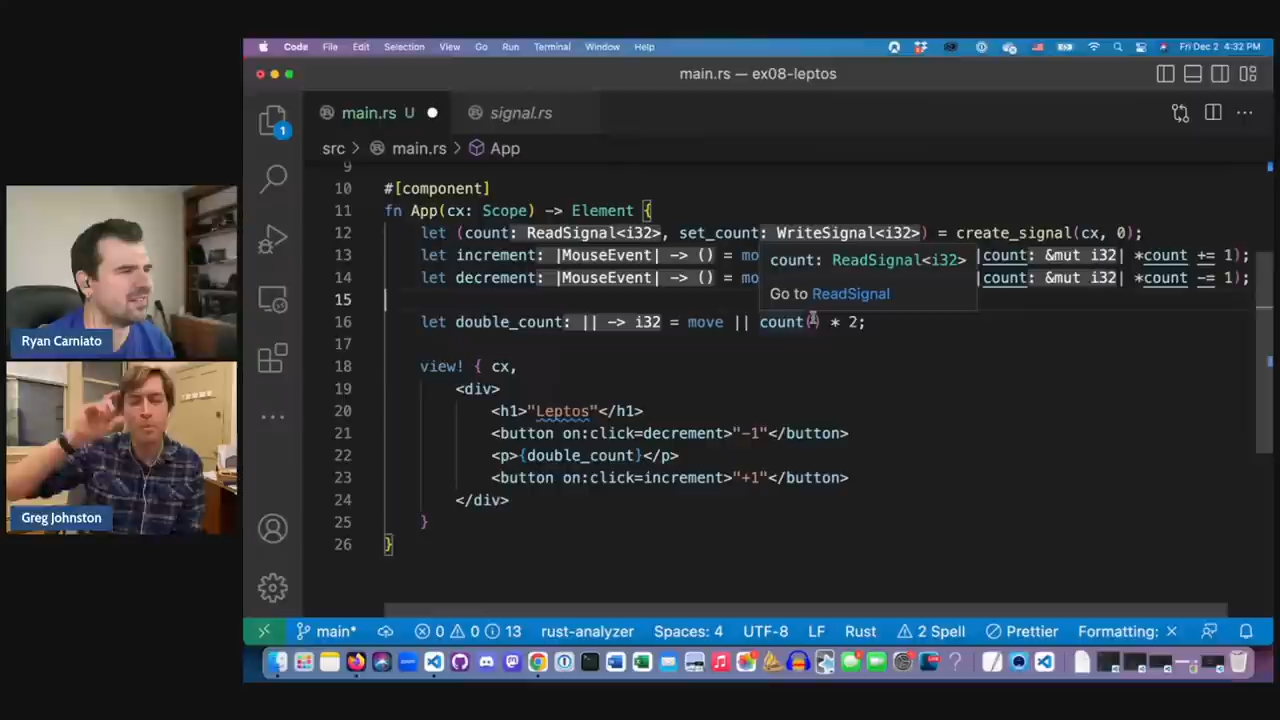 Code File Edit Selection View Go Run Terminal Window Help Fri Dec 2 4:32 PM
main.rs — ex08-leptos
main.rs U signal.rs
1
src > main.rs > App
9
10 #[component]
11 fn App(cx: Scope) -> Element {
12 let (count: ReadSignal<i32>, set_count: WriteSignal<i32>) = create_signal(cx, 0);
13 let increment: |MouseEvent| -> () = mo |count: &mut i32| *count += 1);
14 let decrement: |MouseEvent| -> () = mo |count: &mut i32| *count -= 1);
count: ReadSignal<i32>
Go to ReadSignal
15
16 let double_count: || -> i32 = move || count() * 2;
17
18 view! { cx,
19 <div>
20 <h1>"Leptos"</h1>
21 <button on:click=decrement>"-1"</button>
22 <p>{double_count}</p>
23 <button on:click=increment>"+1"</button>
24 </div>
25 }
26 }
Ryan Carniato
Greg Johnston
main* 0 0 13 rust-analyzer Spaces: 4 UTF-8 LF Rust 2 Spell Prettier Formatting: ×